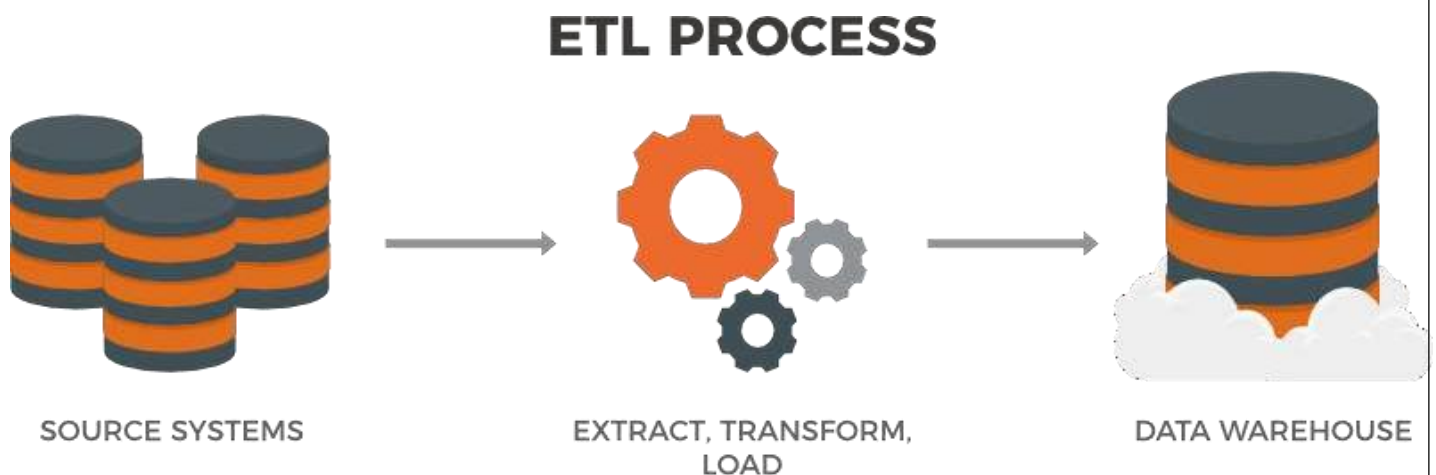 ETL PROCESS
SOURCE SYSTEMS
EXTRACT, TRANSFORM,
LOAD
DATA WAREHOUSE